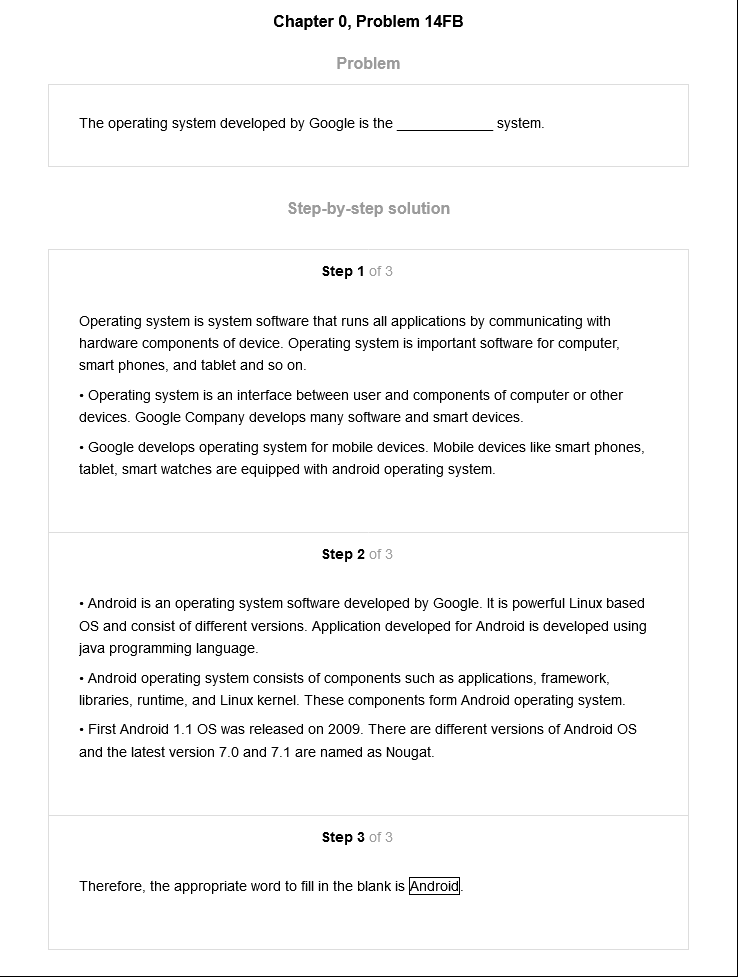 Chapter 0, Problem 14FB
Problem
The operating system developed by Google is the _____________ system.
Step-by-step solution
Step 1 of 3
Operating system is system software that runs all applications by communicating with
hardware components of device. Operating system is important software for computer,
smart phones, and tablet and so on.
• Operating system is an interface between user and components of computer or other
devices. Google Company develops many software and smart devices.
• Google develops operating system for mobile devices. Mobile devices like smart phones,
tablet, smart watches are equipped with android operating system.
Step 2 of 3
• Android is an operating system software developed by Google. It is powerful Linux based
OS and consist of different versions. Application developed for Android is developed using
java programming language.
• Android operating system consists of components such as applications, framework,
libraries, runtime, and Linux kernel. These components form Android operating system.
• First Android 1.1 OS was released on 2009. There are different versions of Android OS
and the latest version 7.0 and 7.1 are named as Nougat.
Step 3 of 3
Therefore, the appropriate word to fill in the blank is Android.